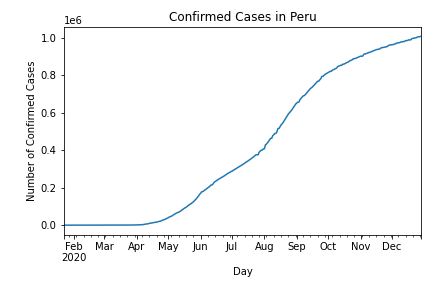 Confirmed Cases in Peru
1e6
1.0
0.8
0.6
0.4
0.2
0.0
Number of Confirmed Cases
Feb Mar Apr May Jun Jul Aug Sep Oct Nov Dec
2020
Day